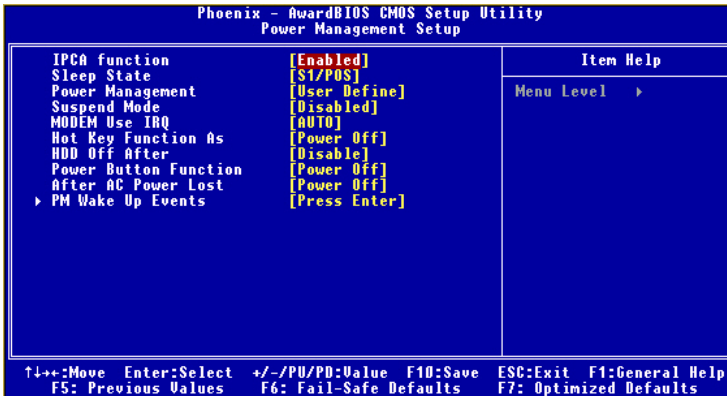 Phoenix - AwardBIOS CMOS Setup Utility
Power Management Setup
IPCA function [Enabled]
Sleep State [S1/POS]
Power Management [User Define]
Suspend Mode [Disabled]
MODEM Use IRQ [AUTO]
Hot Key Function As [Power Off]
HDD Off After [Disable]
Power Button Function [Power Off]
After AC Power Lost [Power Off]
▸ PM Wake Up Events [Press Enter]
Item Help
Menu Level ▸
↑↓→←:Move Enter:Select +/-/PU/PD:Value F10:Save ESC:Exit F1:General Help
F5: Previous Values F6: Fail-Safe Defaults F7: Optimized Defaults